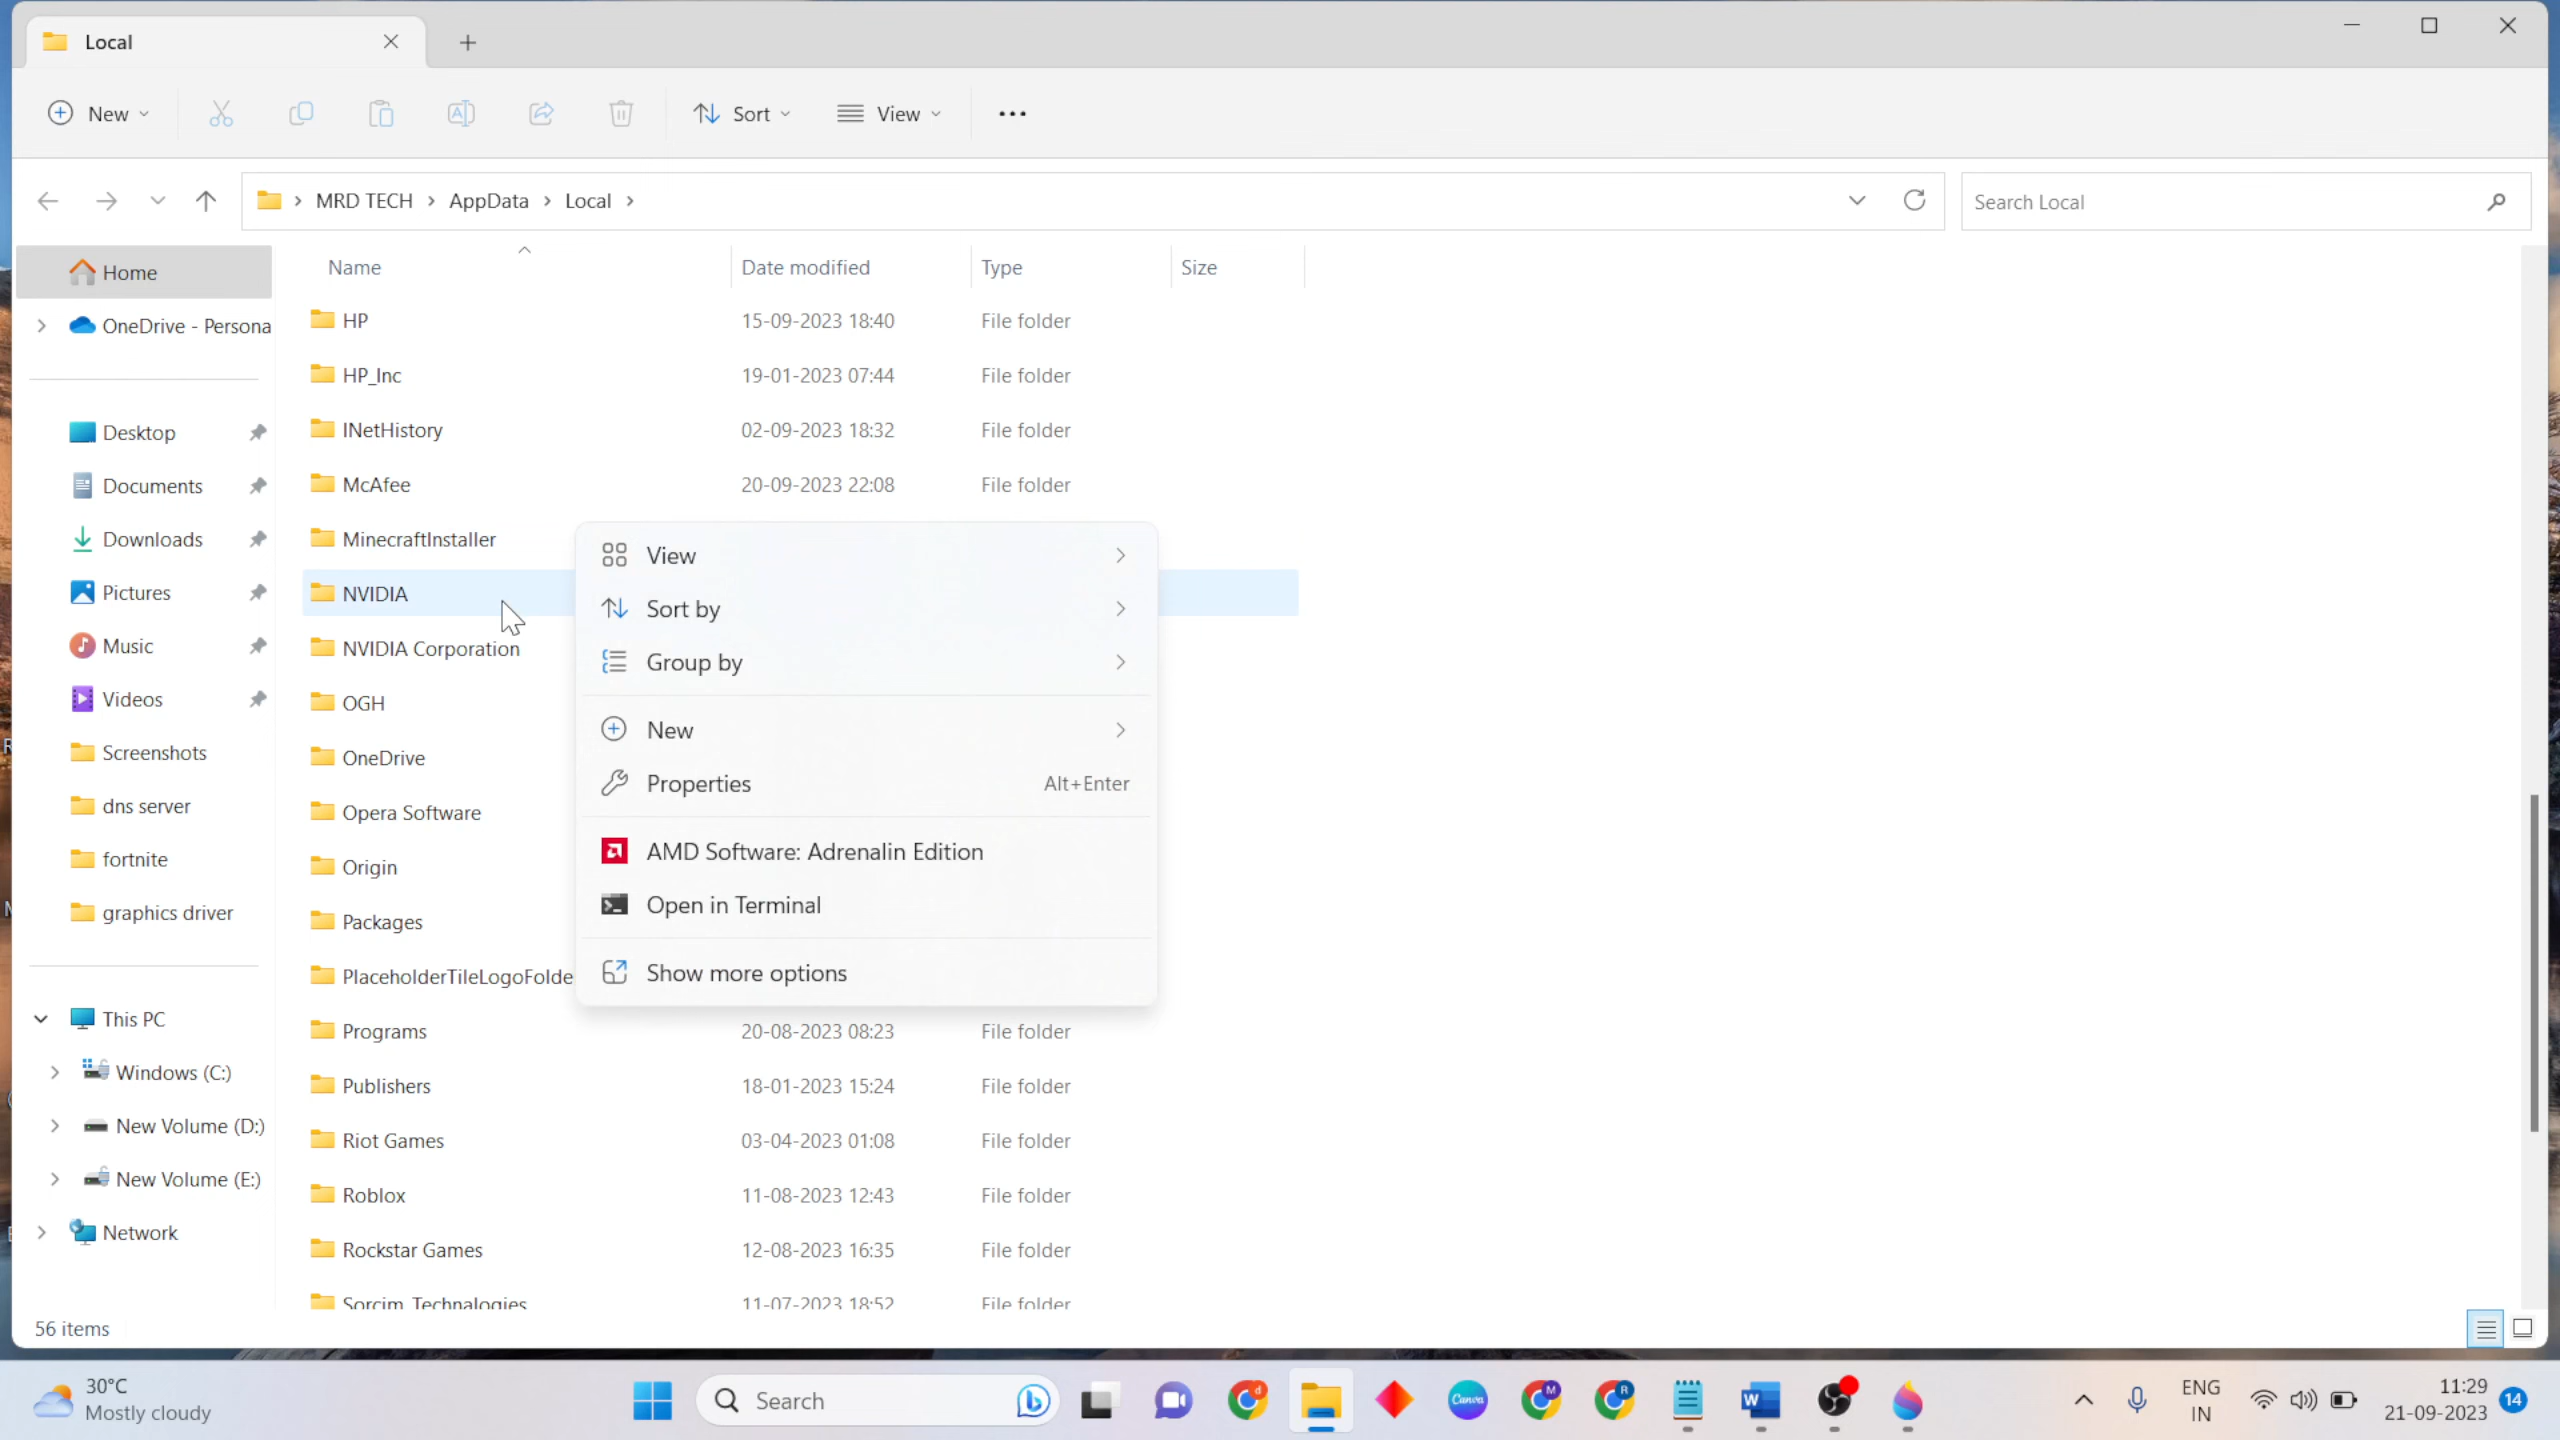 Local
New
Sort
View
MRD TECH
AppData
Local
Search Local
Home
OneDrive - Persona
Desktop
Documents
Downloads
Pictures
Music
Videos
Screenshots
dns server
fortnite
graphics driver
This PC
Windows (C:)
New Volume (D:)
New Volume (E:)
Network
Name Date modified Type Size
HP 15-09-2023 18:40 File folder
HP_Inc 19-01-2023 07:44 File folder
INetHistory 02-09-2023 18:32 File folder
McAfee 20-09-2023 22:08 File folder
MinecraftInstaller
NVIDIA
NVIDIA Corporation
OGH
OneDrive
Opera Software
Origin
Packages
PlaceholderTileLogoFolde
Programs 20-08-2023 08:23 File folder
Publishers 18-01-2023 15:24 File folder
Riot Games 03-04-2023 01:08 File folder
Roblox 11-08-2023 12:43 File folder
Rockstar Games 12-08-2023 16:35 File folder
Sorcim_Technalogies 11-07-2023 18:52 File folder
View
Sort by
Group by
New
Properties Alt+Enter
AMD Software: Adrenalin Edition
Open in Terminal
Show more options
56 items
30°C
Mostly cloudy
Search
Canva
ENG
IN
11:29
21-09-2023
14